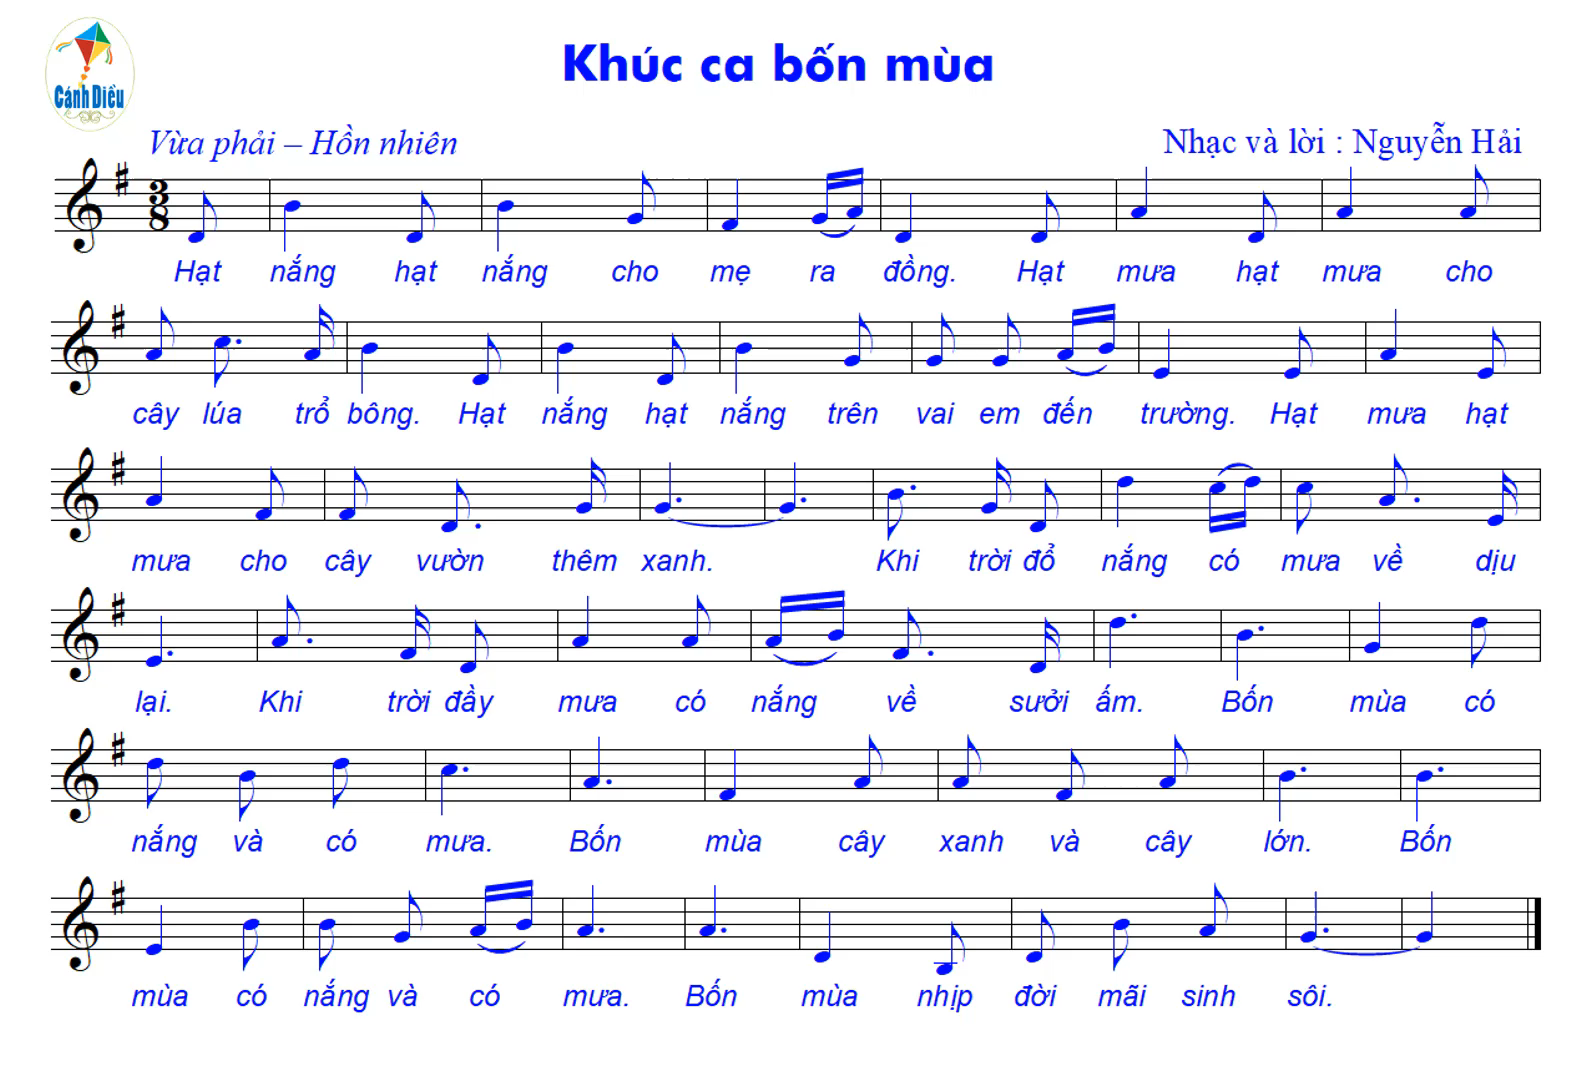 Cánh Diều
Khúc ca bốn mùa
Vừa phải – Hồn nhiên
Nhạc và lời : Nguyễn Hải
3
8
Hạt nắng hạt nắng cho mẹ ra đồng. Hạt mưa hạt mưa cho
cây lúa trổ bông. Hạt nắng hạt nắng trên vai em đến trường. Hạt mưa hạt
mưa cho cây vườn thêm xanh. Khi trời đổ nắng có mưa về dịu
lại. Khi trời đầy mưa có nắng về sưởi ấm. Bốn mùa có
nắng và có mưa. Bốn mùa cây xanh và cây lớn. Bốn
mùa có nắng và có mưa. Bốn mùa nhịp đời mãi sinh sôi.